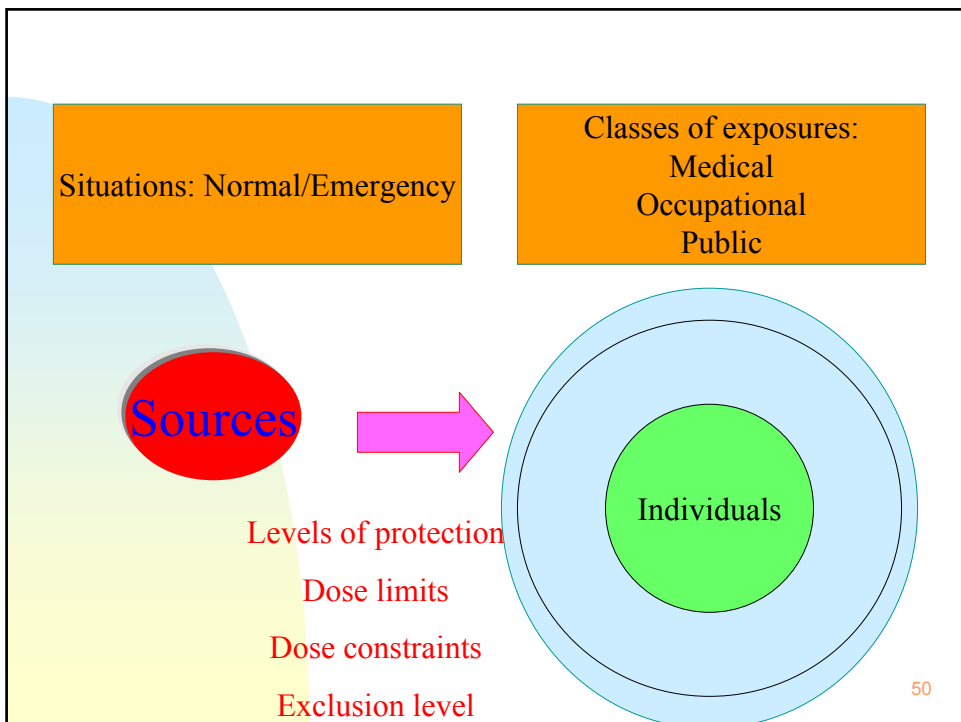 Situations: Normal/Emergency
Classes of exposures:
Medical
Occupational
Public
Sources
Individuals
Levels of protection
Dose limits
Dose constraints
Exclusion level
50